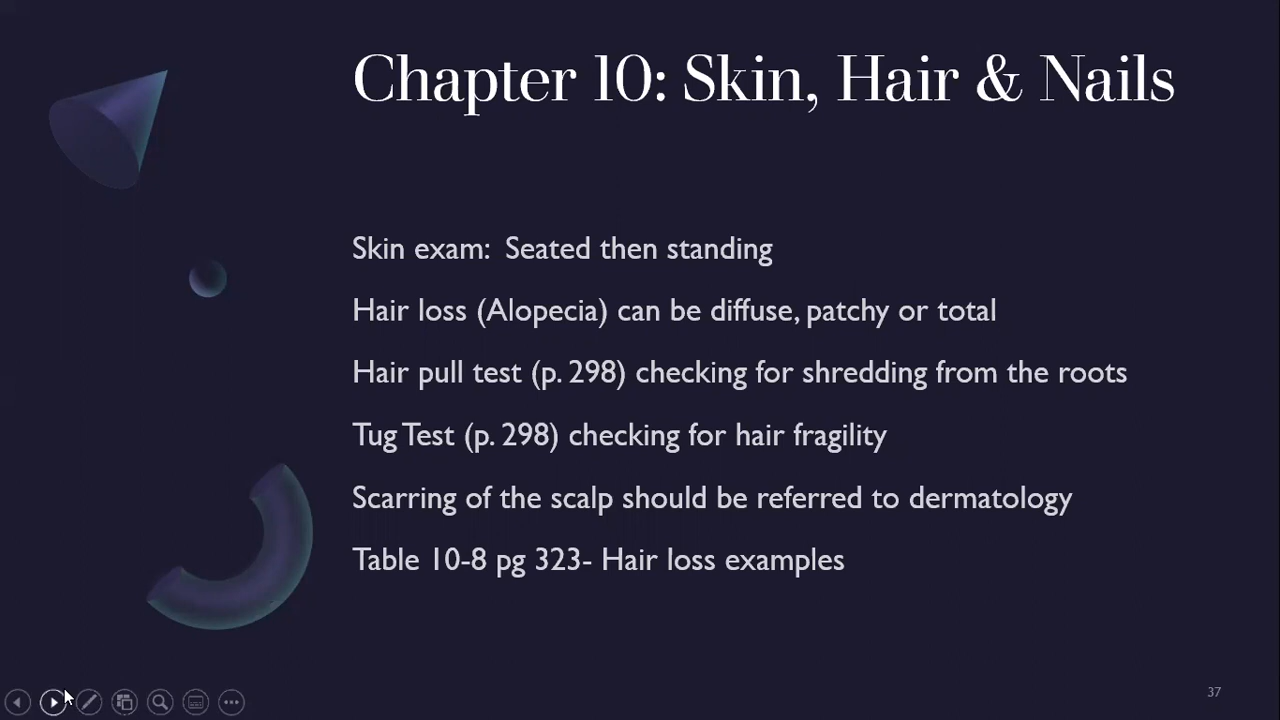 Chapter 10: Skin, Hair & Nails
Skin exam:  Seated then standing
Hair loss (Alopecia) can be diffuse, patchy or total
Hair pull test (p. 298) checking for shredding from the roots
Tug Test (p. 298) checking for hair fragility
Scarring of the scalp should be referred to dermatology
Table 10-8 pg 323- Hair loss examples
37